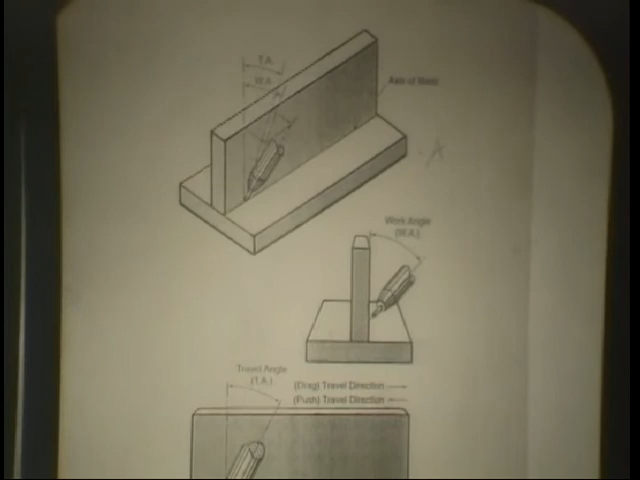 T.A.
W.A.
Axis of Weld
A
Work Angle
(W.A.)
Travel Angle
(T.A.)
(Drag) Travel Direction
(Push) Travel Direction